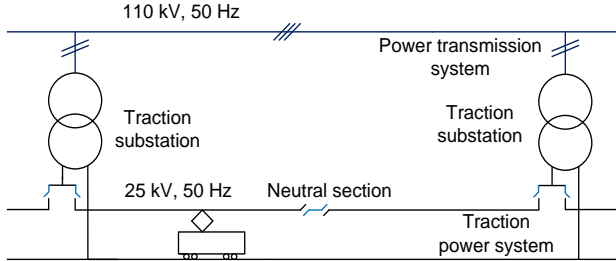 110 kV, 50 Hz
Power transmission
system
Traction
substation
Traction
substation
25 kV, 50 Hz
Neutral section
Traction
power system